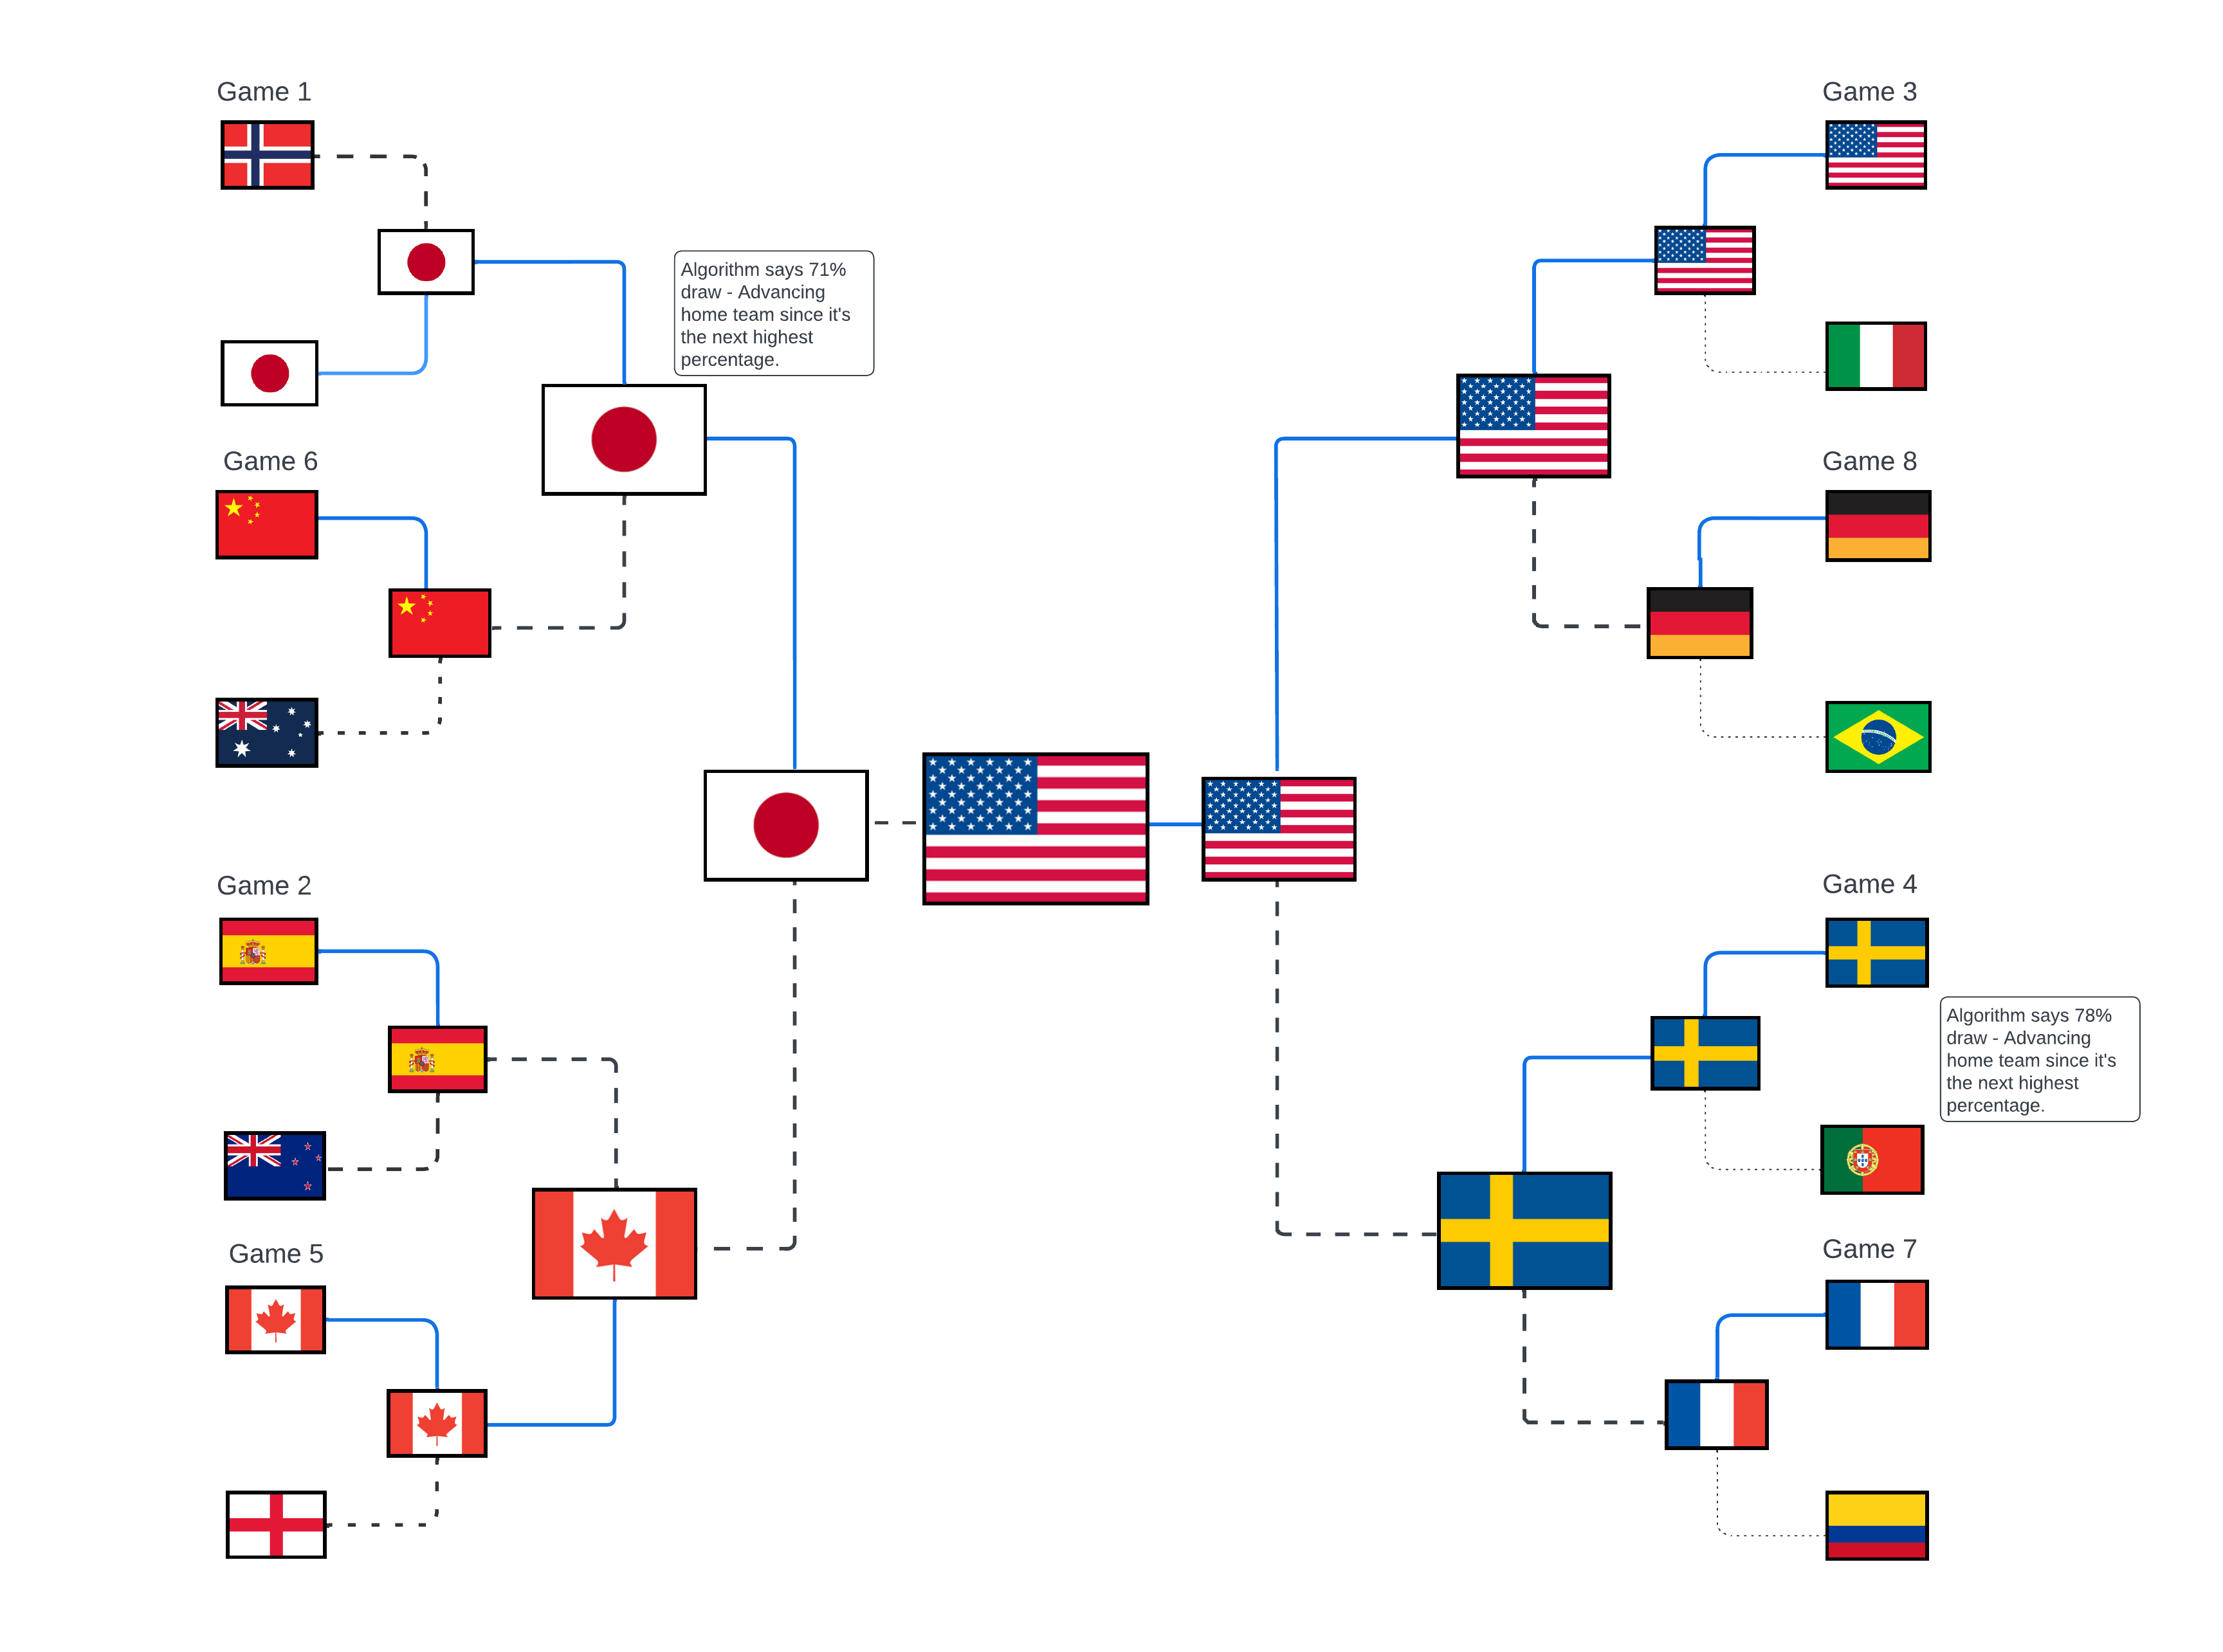 Game 1
Game 3
Algorithm says 71%
draw - Advancing
home team since it's
the next highest
percentage.
Game 6
Game 8
Game 2
Game 4
Algorithm says 78%
draw - Advancing
home team since it's
the next highest
percentage.
Game 5
Game 7